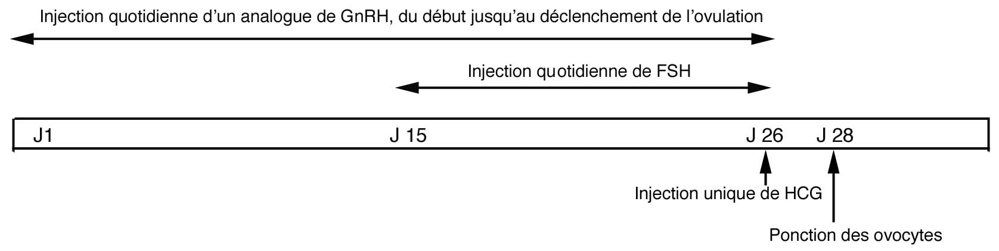 Injection quotidienne d’un analogue de GnRH, du début jusqu’au déclenchement de l’ovulation
Injection quotidienne de FSH
J1 J 15 J 26 J 28
Injection unique de HCG
Ponction des ovocytes